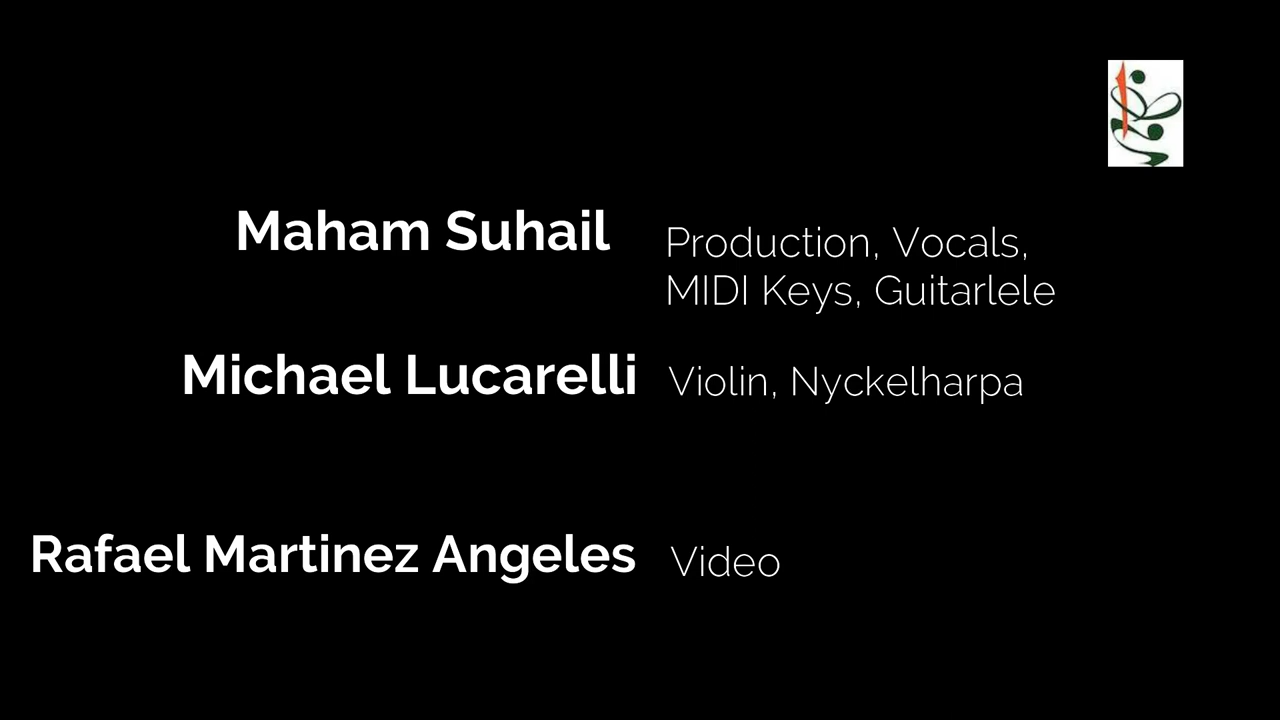 Maham Suhail Production, Vocals,
MIDI Keys, Guitarlele
Michael Lucarelli Violin, Nyckelharpa
Rafael Martinez Angeles Video